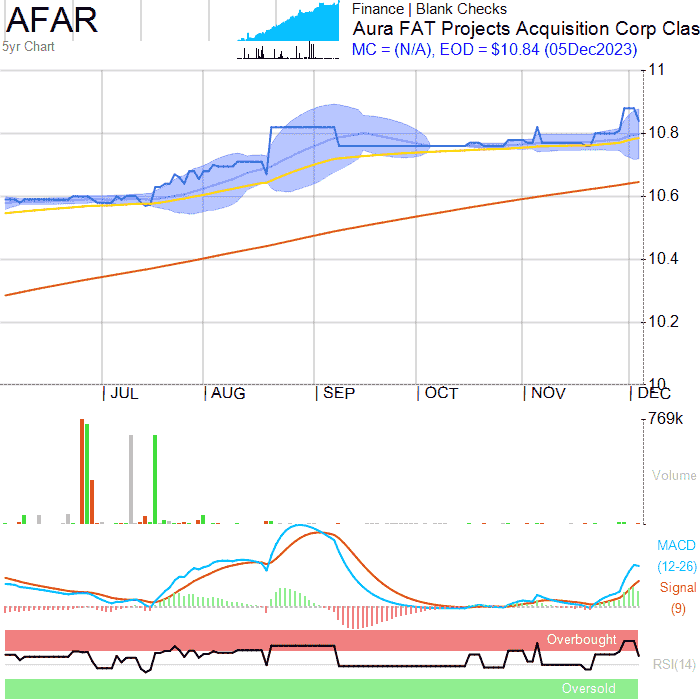 AFAR
5yr Chart
Finance | Blank Checks
Aura FAT Projects Acquisition Corp Clas
MC = (N/A), EOD = $10.84 (05Dec2023)
11
10.8
10.6
10.4
10.2
10
JUL AUG SEP OCT NOV DEC
769k
Volume
MACD
(12-26)
Signal
(9)
Overbought
RSI(14)
Oversold